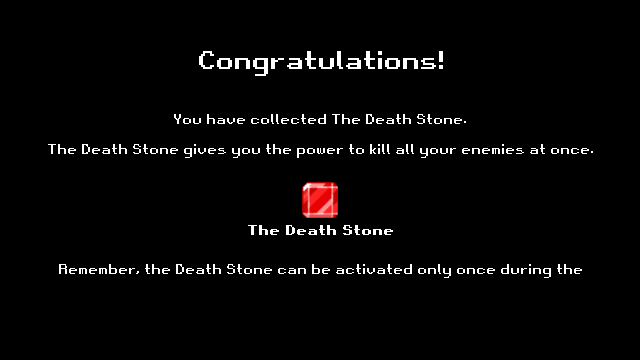 Congratulations!
You have collected The Death Stone.
The Death Stone gives you the power to kill all your enemies at once.
The Death Stone
Remember, the Death Stone can be activated only once during the